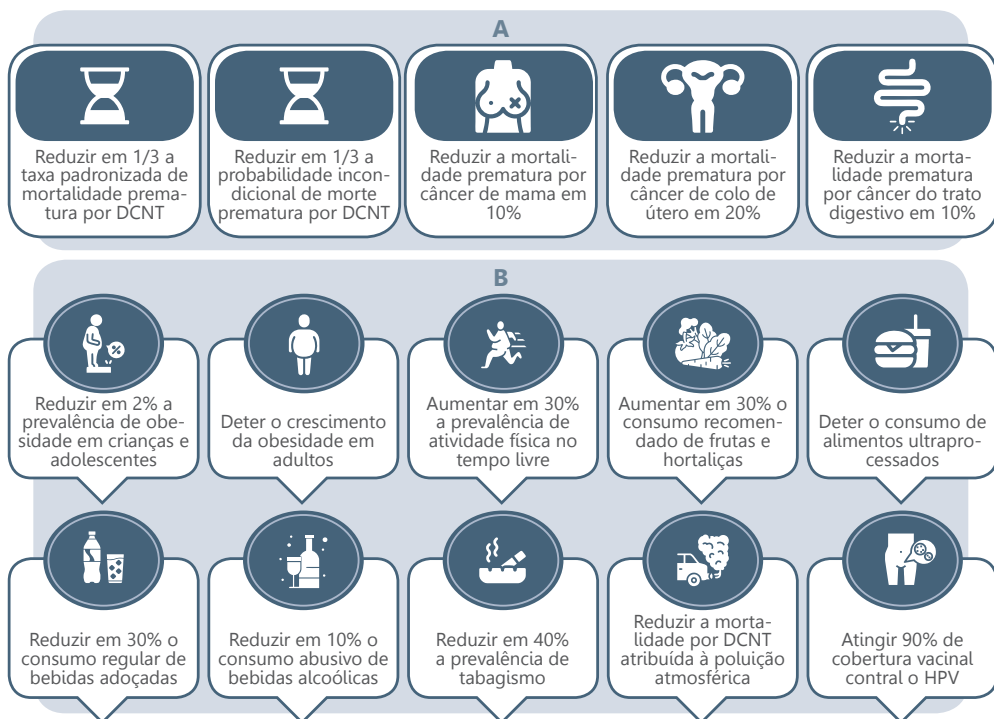 A
Reduzir em 1/3 a
taxa padronizada de
mortalidade prema-
tura por DCNT
Reduzir em 1/3 a
probabilidade incon-
dicional de morte
prematura por DCNT
Reduzir a mortali-
dade prematura por
câncer de mama em
10%
Reduzir a mortali-
dade prematura por
câncer de colo de
útero em 20%
Reduzir a morta-
lidade prematura
por câncer do trato
digestivo em 10%
B
Reduzir em 2% a
prevalência de obe-
sidade em crianças e
adolescentes
Deter o crescimento
da obesidade em
adultos
Aumentar em 30%
a prevalência de
atividade física no
tempo livre
Aumentar em 30% o
consumo recomen-
dado de frutas e
hortaliças
Deter o consumo de
alimentos ultrapro-
cessados
Reduzir em 30% o
consumo regular de
bebidas adoçadas
Reduzir em 10% o
consumo abusivo de
bebidas alcoólicas
Reduzir em 40%
a prevalência de
tabagismo
Reduzir a morta-
lidade por DCNT
atribuída à poluição
atmosférica
Atingir 90% de
cobertura vacinal
contral o HPV